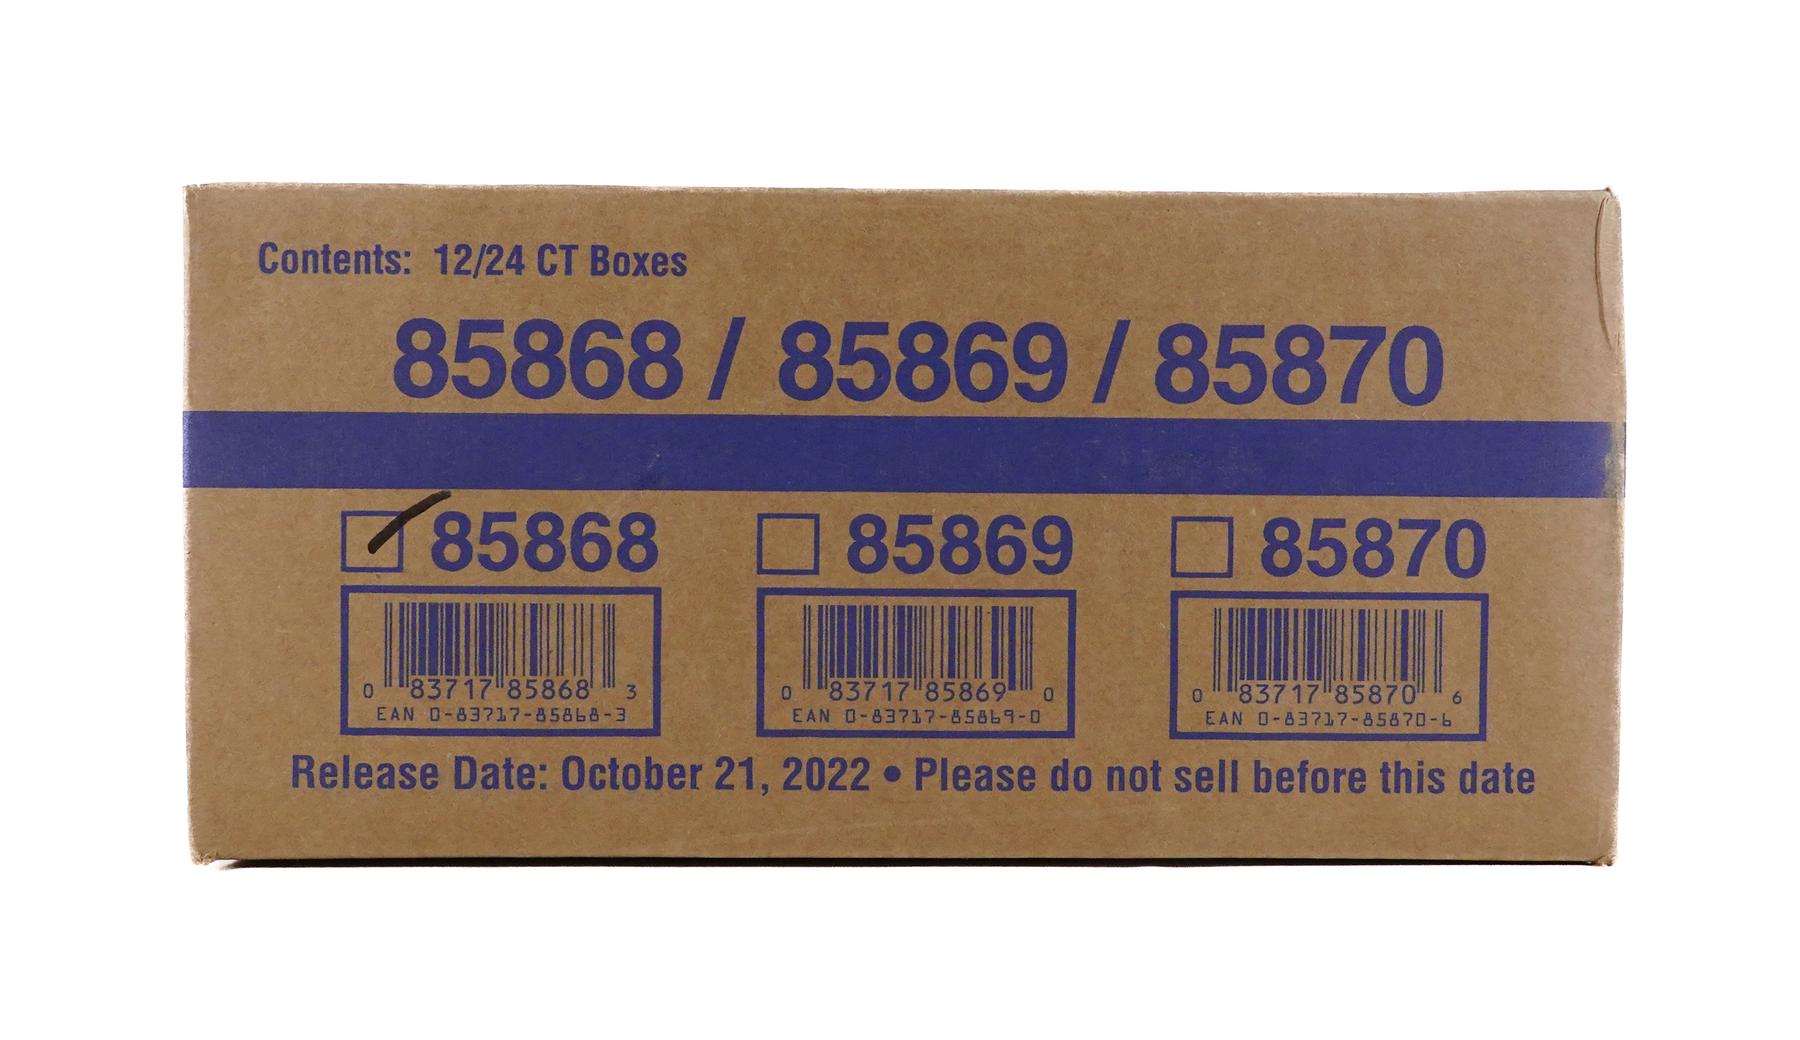 Contents: 12/24 CT Boxes
85868 / 85869 / 85870
85868 85869 85870
0 83717 85868 3 0 83717 85869 0 0 83717 85870 6
EAN 0-83717-85868-3 EAN 0-83717-85869-0 EAN 0-83717-85870-6
Release Date: October 21, 2022 • Please do not sell before this date